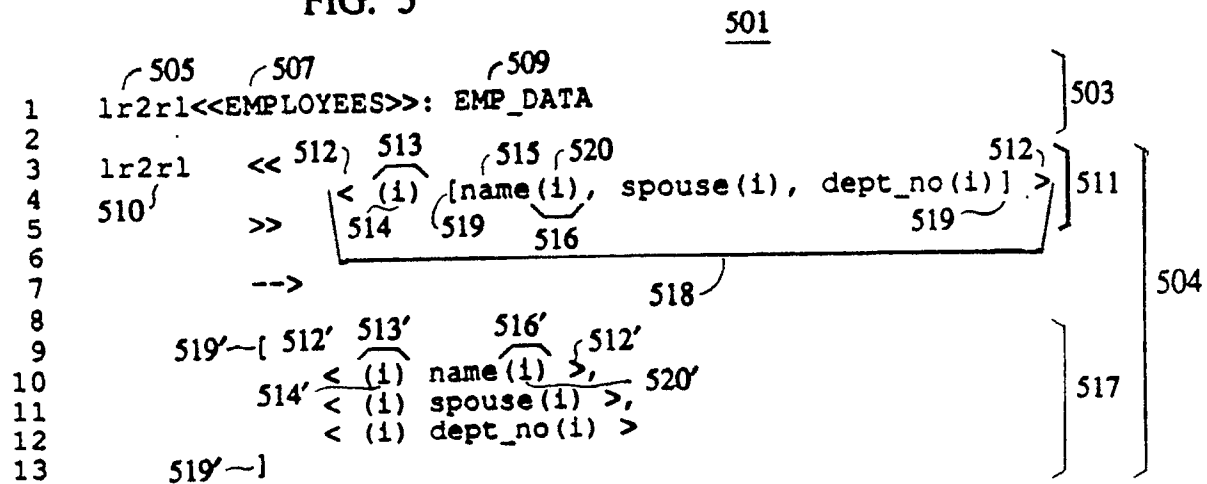 FIG. 5
501
505 507 509
1 lr2rl<<EMPLOYEES>>: EMP_DATA 503
2
3 lr2rl << 512 513 515 520 512
4 < (i) [name(i), spouse(i), dept_no(i)] > 511
510
5 >> 514 519 516 519
6
7 --> 518 504
8
9 519' [ 512' 513' 516' 512'
10 < (i) name(i) >,
514' 520' 517
11 < (i) spouse(i) >,
12 < (i) dept_no(i) >
13 519' ]